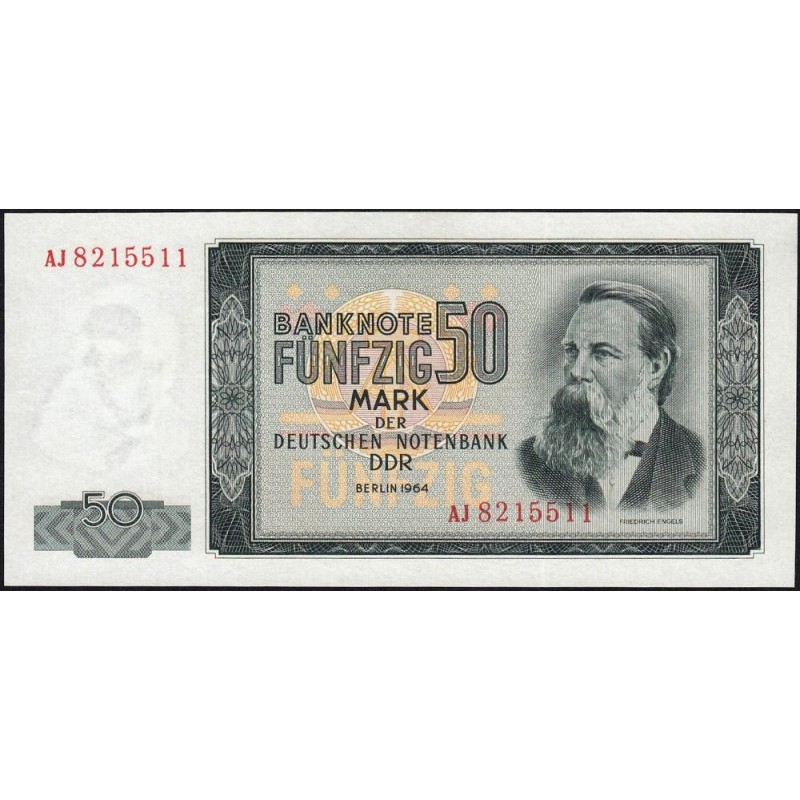 AJ 8215511
BANKNOTE
FÜNFZIG 50
MARK
DER
DEUTSCHEN NOTENBANK
DDR
BERLIN 1964
FÜNFZIG
AJ 8215511
FRIEDRICH ENGELS
50